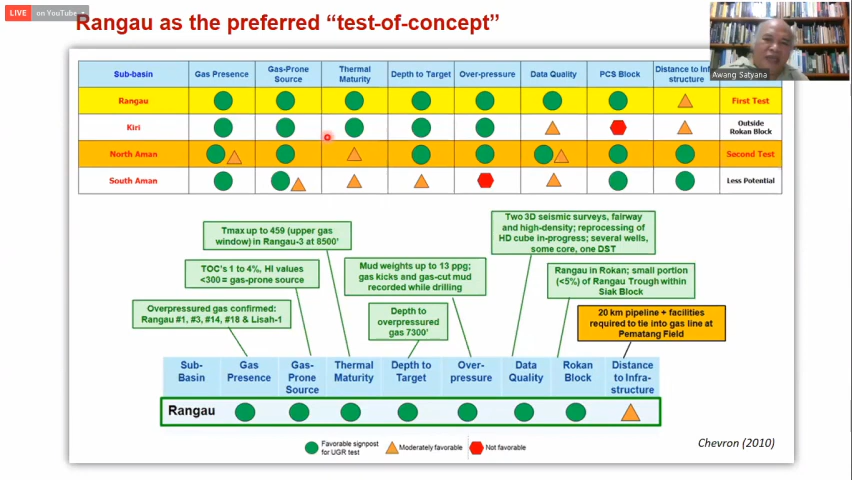 LIVE on YouTube
Rangau as the preferred “test-of-concept”
Awang Satyana
Sub-basin
Gas Presence
Gas-Prone
Source
Thermal
Maturity
Depth to Target
Over-pressure
Data Quality
PCS Block
Distance to Infra-
structure
Rangau
First Test
Kiri
Outside
Rokan Block
North Aman
Second Test
South Aman
Less Potential
Tmax up to 459 (upper gas
window) in Rangau-3 at 8500’
TOC’s 1 to 4%, HI values
<300 = gas-prone source
Overpressured gas confirmed:
Rangau #1, #3, #14, #18 & Lisah-1
Mud weights up to 13 ppg;
gas kicks and gas-cut mud
recorded while drilling
Depth to
overpressured
gas 7300’
Two 3D seismic surveys, fairway
and high-density; reprocessing of
HD cube in-progress; several wells,
some core, one DST
Rangau in Rokan; small portion
(<5%) of Rangau Trough within
Siak Block
20 km pipeline + facilities
required to tie into gas line at
Pematang Field
Sub-
Basin
Gas
Presence
Gas-
Prone
Source
Thermal
Maturity
Depth to
Target
Over-
pressure
Data
Quality
Rokan
Block
Distance
to Infra-
structure
Rangau
Favorable signpost
for UGR test
Moderately favorable
Not favorable
Chevron (2010)